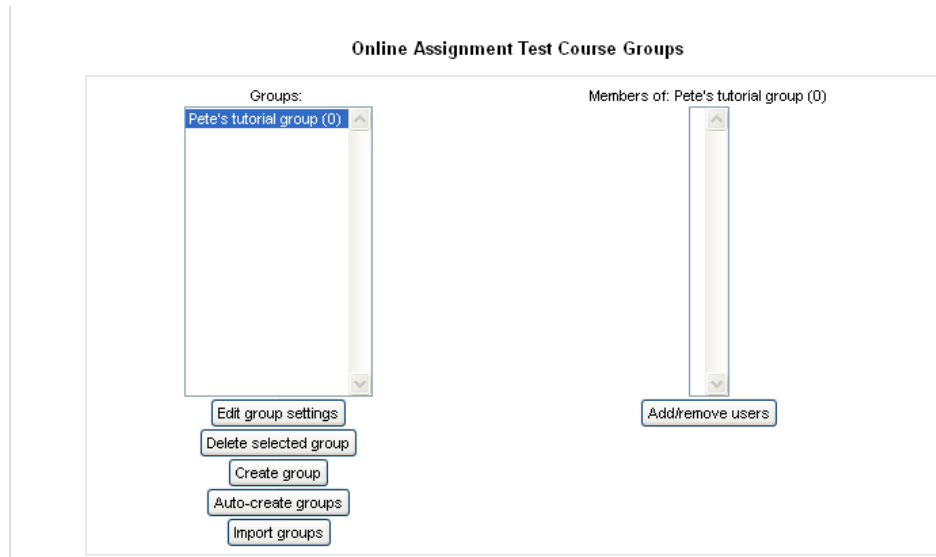 Online Assignment Test Course Groups
Groups:
Pete's tutorial group (0)
Edit group settings
Delete selected group
Create group
Auto-create groups
Import groups
Members of: Pete's tutorial group (0)
Add/remove users